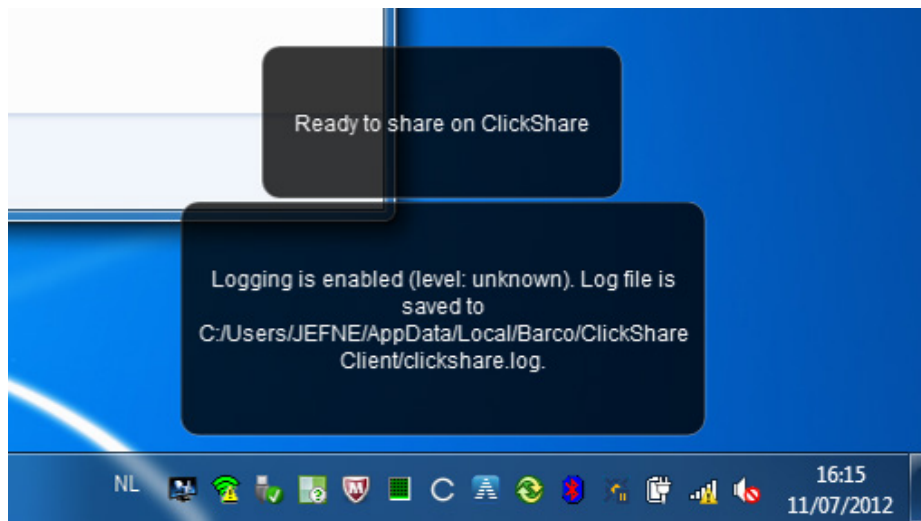 Ready to share on ClickShare
Logging is enabled (level: unknown). Log file is
saved to
C:/Users/JEFNE/AppData/Local/Barco/ClickShare
Client/clickshare.log.
NL
16:15
11/07/2012